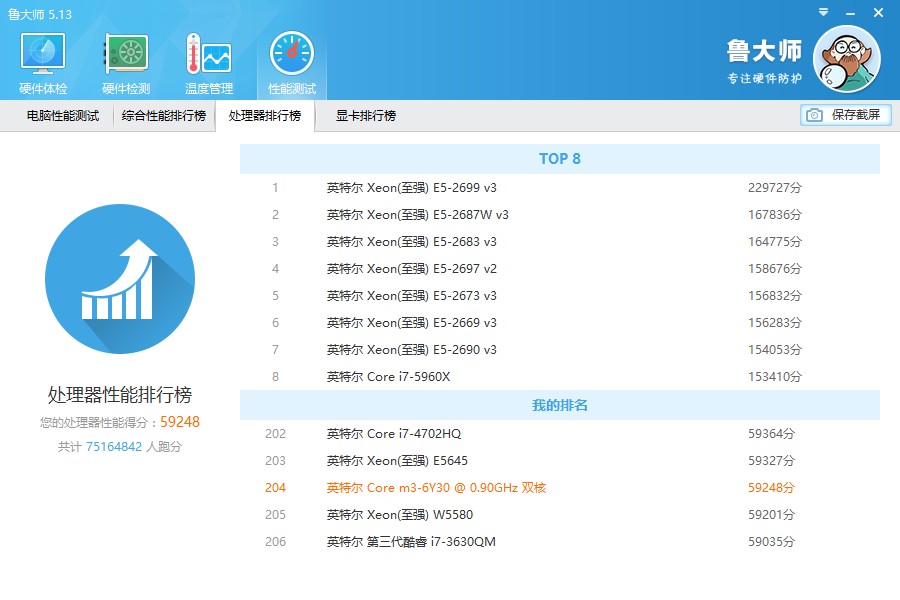 鲁大师 5.13
硬件体检 硬件检测 温度管理 性能测试
鲁大师
专注硬件防护
电脑性能测试 综合性能排行榜 处理器排行榜 显卡排行榜 保存截屏
TOP 8
1 英特尔 Xeon(至强) E5-2699 v3 229727分
2 英特尔 Xeon(至强) E5-2687W v3 167836分
3 英特尔 Xeon(至强) E5-2683 v3 164775分
4 英特尔 Xeon(至强) E5-2697 v2 158676分
5 英特尔 Xeon(至强) E5-2673 v3 156832分
6 英特尔 Xeon(至强) E5-2669 v3 156283分
7 英特尔 Xeon(至强) E5-2690 v3 154053分
8 英特尔 Core i7-5960X 153410分
处理器性能排行榜
您的处理器性能得分：59248
共计 75164842 人跑分
我的排名
202 英特尔 Core i7-4702HQ 59364分
203 英特尔 Xeon(至强) E5645 59327分
204 英特尔 Core m3-6Y30 @ 0.90GHz 双核 59248分
205 英特尔 Xeon(至强) W5580 59201分
206 英特尔 第三代酷睿 i7-3630QM 59035分